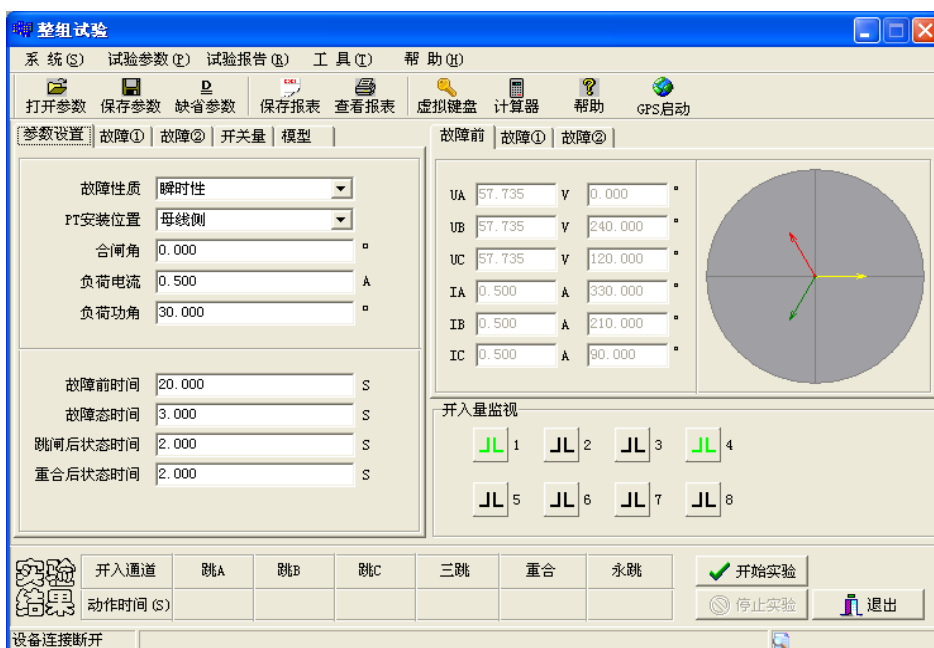 整组试验
系 统(S) 试验参数(P) 试验报告(R) 工 具(T) 帮 助(H)
打开参数 保存参数 缺省参数 保存报表 查看报表 虚拟键盘 计算器 帮助 GPS启动
参数设置 故障① 故障② 开关量 模型
故障性质 瞬时性
PT安装位置 母线侧
合闸角 0.000 °
负荷电流 0.500 A
负荷功角 30.000 °
故障前时间 20.000 S
故障态时间 3.000 S
跳闸后状态时间 2.000 S
重合后状态时间 2.000 S
故障前 故障① 故障②
UA 57.735 V 0.000 °
UB 57.735 V 240.000 °
UC 57.735 V 120.000 °
IA 0.500 A 330.000 °
IB 0.500 A 210.000 °
IC 0.500 A 90.000 °
开入量监视
1 2 3 4
5 6 7 8
实验
结果
开入通道 跳A 跳B 跳C 三跳 重合 永跳
动作时间(S)
开始实验
停止实验 退出
设备连接断开